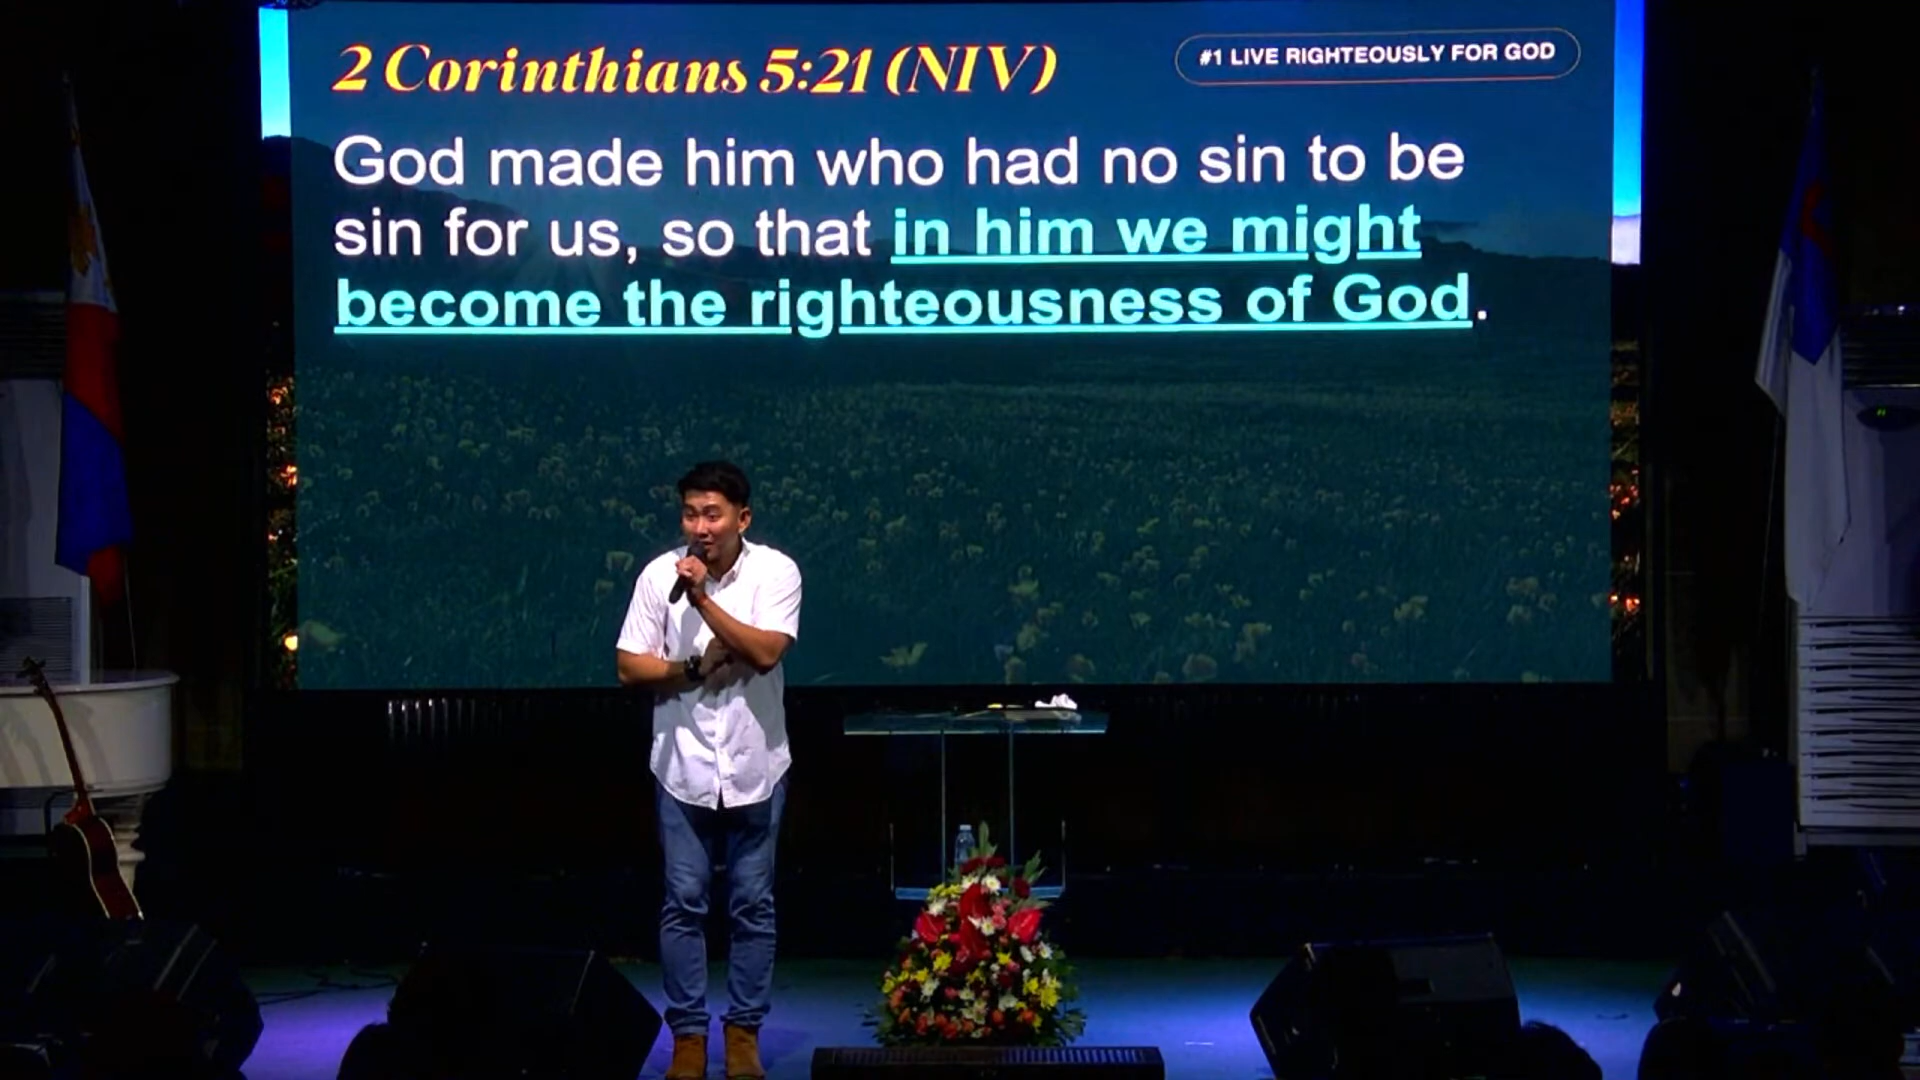 2 Corinthians 5:21 (NIV)
#1 LIVE RIGHTEOUSLY FOR GOD
God made him who had no sin to be
sin for us, so that in him we might
become the righteousness of God.